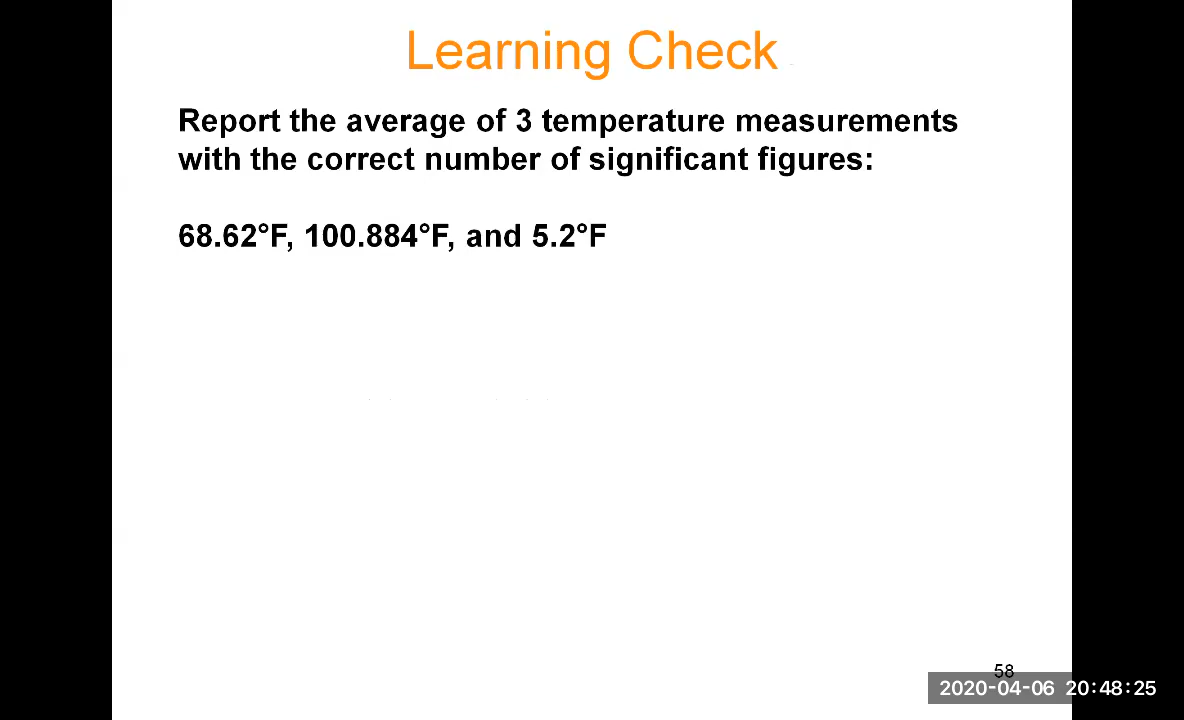 Learning Check
Report the average of 3 temperature measurements
with the correct number of significant figures:
68.62°F, 100.884°F, and 5.2°F
58
2020-04-06 20:48:25